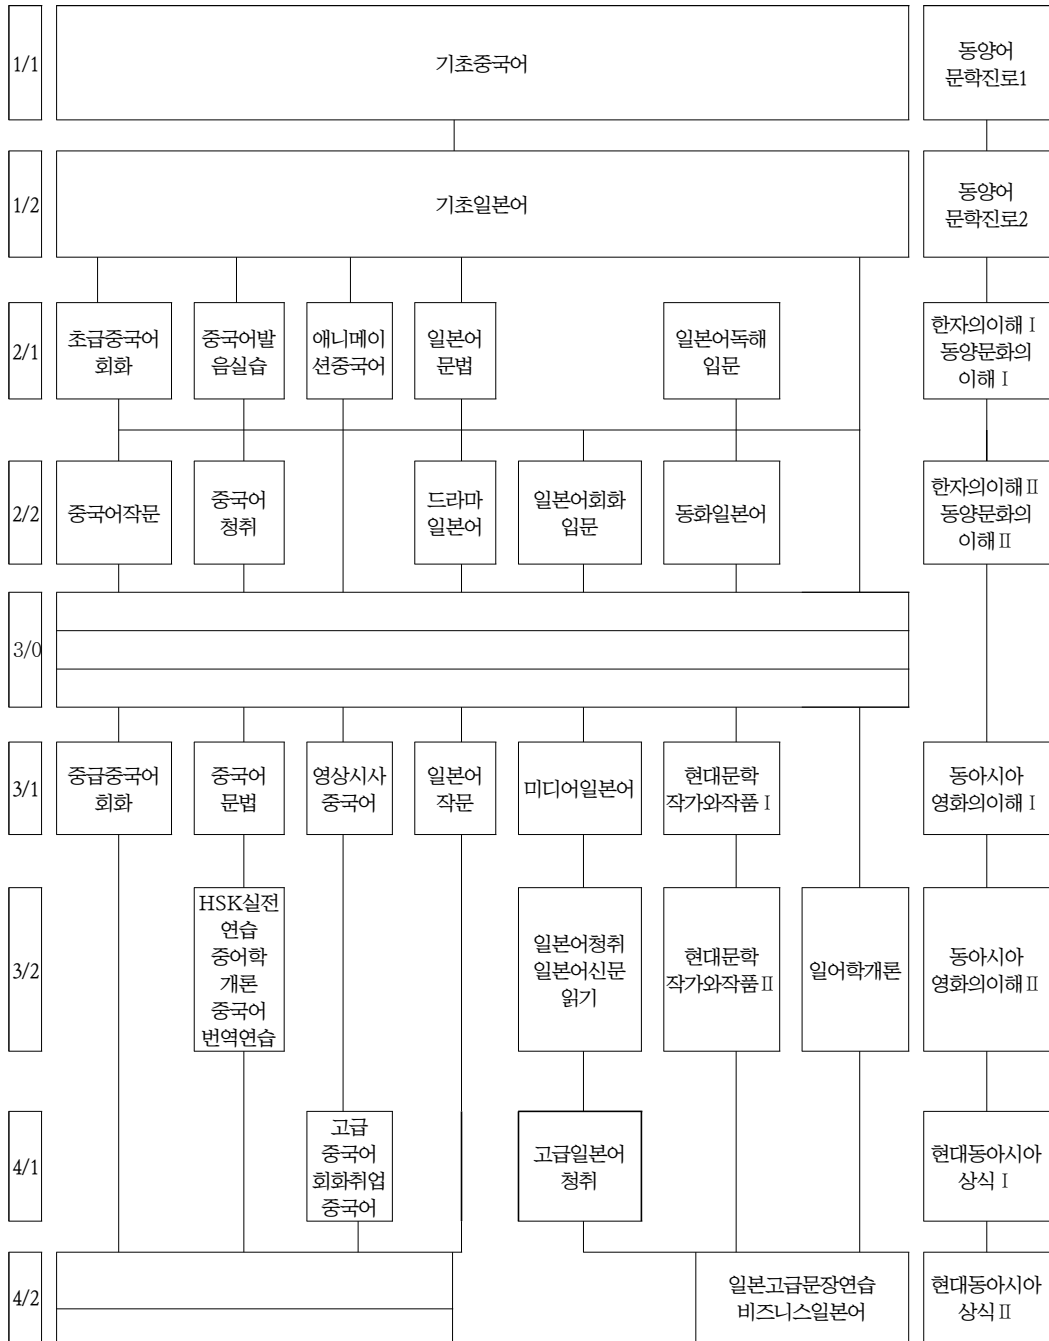 1/1
기초중국어
동양어
문학진로1
1/2
기초일본어
동양어
문학진로2
2/1
초급중국어
회화
중국어발
음실습
애니메이
션중국어
일본어
문법
일본어독해
입문
한자의이해Ⅰ
동양문화의
이해Ⅰ
2/2
중국어작문
중국어
청취
드라마
일본어
일본어회화
입문
동화일본어
한자의이해Ⅱ
동양문화의
이해Ⅱ
3/0
3/1
중급중국어
회화
중국어
문법
영상시사
중국어
일본어
작문
미디어일본어
현대문학
작가와작품Ⅰ
동아시아
영화의이해Ⅰ
3/2
HSK실전
연습
중어학
개론
중국어
번역연습
일본어청취
일본어신문
읽기
현대문학
작가와작품Ⅱ
일어학개론
동아시아
영화의이해Ⅱ
4/1
고급
중국어
회화취업
중국어
고급일본어
청취
현대동아시아
상식Ⅰ
4/2
일본고급문장연습
비즈니스일본어
현대동아시아
상식Ⅱ